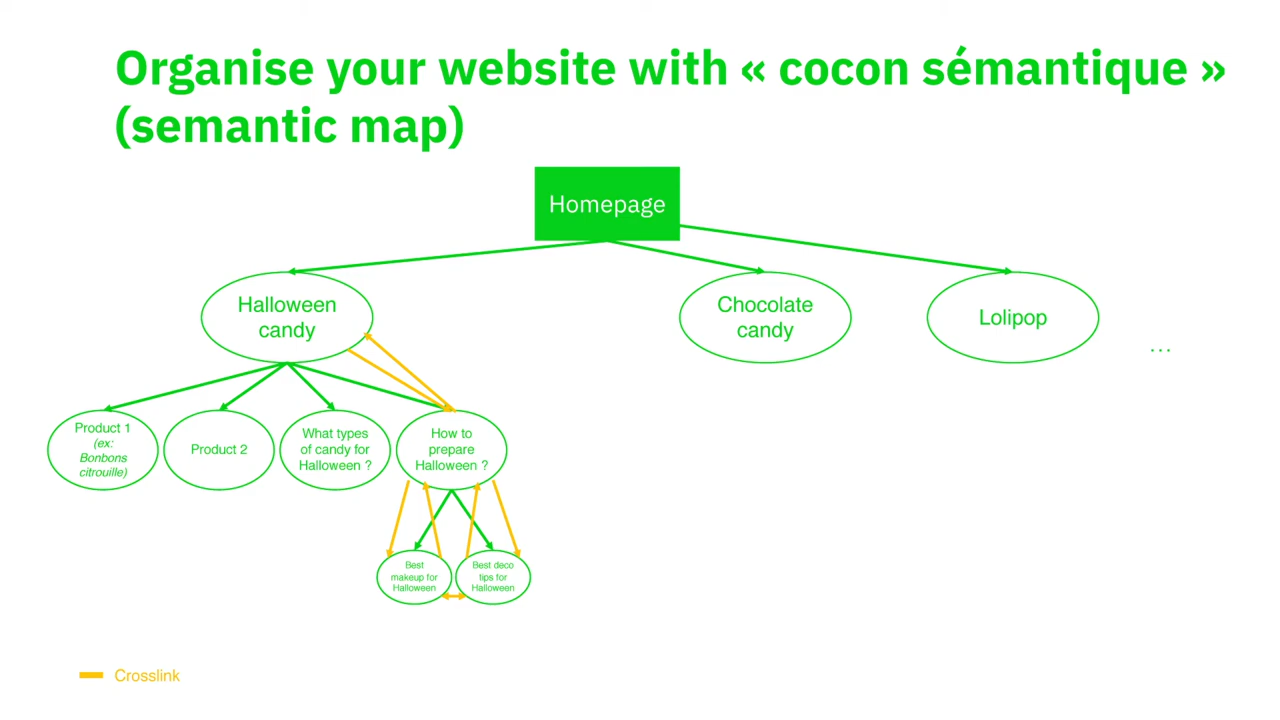 Organise your website with « cocon sémantique »
(semantic map)
Homepage
Halloween
candy
Chocolate
candy
Lolipop
...
Product 1
(ex:
Bonbons
citrouille)
Product 2
What types
of candy for
Halloween ?
How to
prepare
Halloween ?
Best
makeup for
Halloween
Best deco
tips for
Halloween
Crosslink